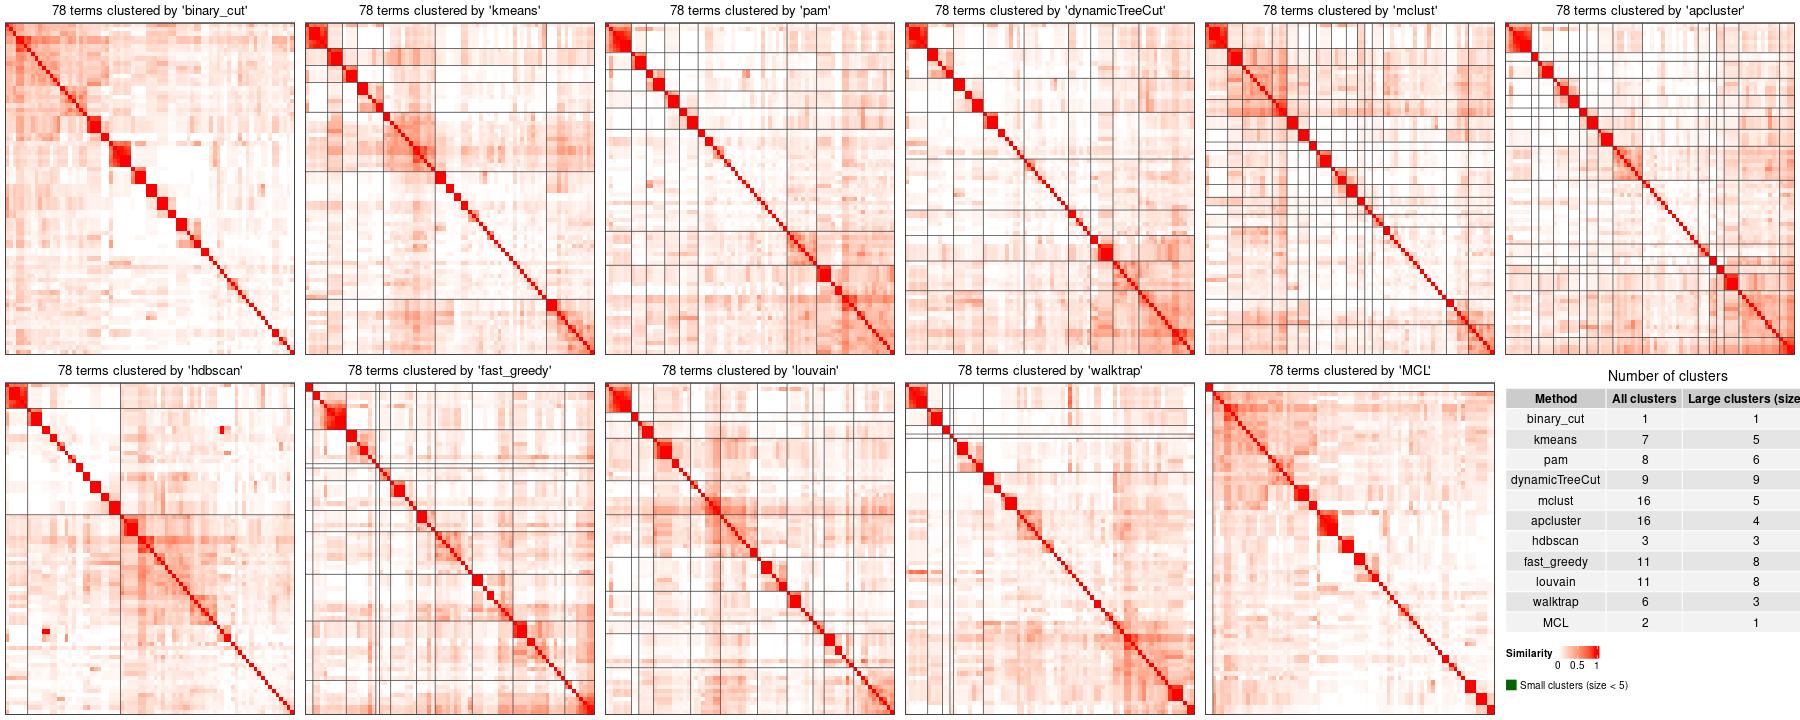 78 terms clustered by 'binary_cut'
78 terms clustered by 'kmeans'
78 terms clustered by 'pam'
78 terms clustered by 'dynamicTreeCut'
78 terms clustered by 'mclust'
78 terms clustered by 'apcluster'
78 terms clustered by 'hdbscan'
78 terms clustered by 'fast_greedy'
78 terms clustered by 'louvain'
78 terms clustered by 'walktrap'
78 terms clustered by 'MCL'
Number of clusters
Method All clusters Large clusters (size
binary_cut 1 1
kmeans 7 5
pam 8 6
dynamicTreeCut 9 9
mclust 16 5
apcluster 16 4
hdbscan 3 3
fast_greedy 11 8
louvain 11 8
walktrap 6 3
MCL 2 1
Similarity
0 0.5 1
Small clusters (size < 5)